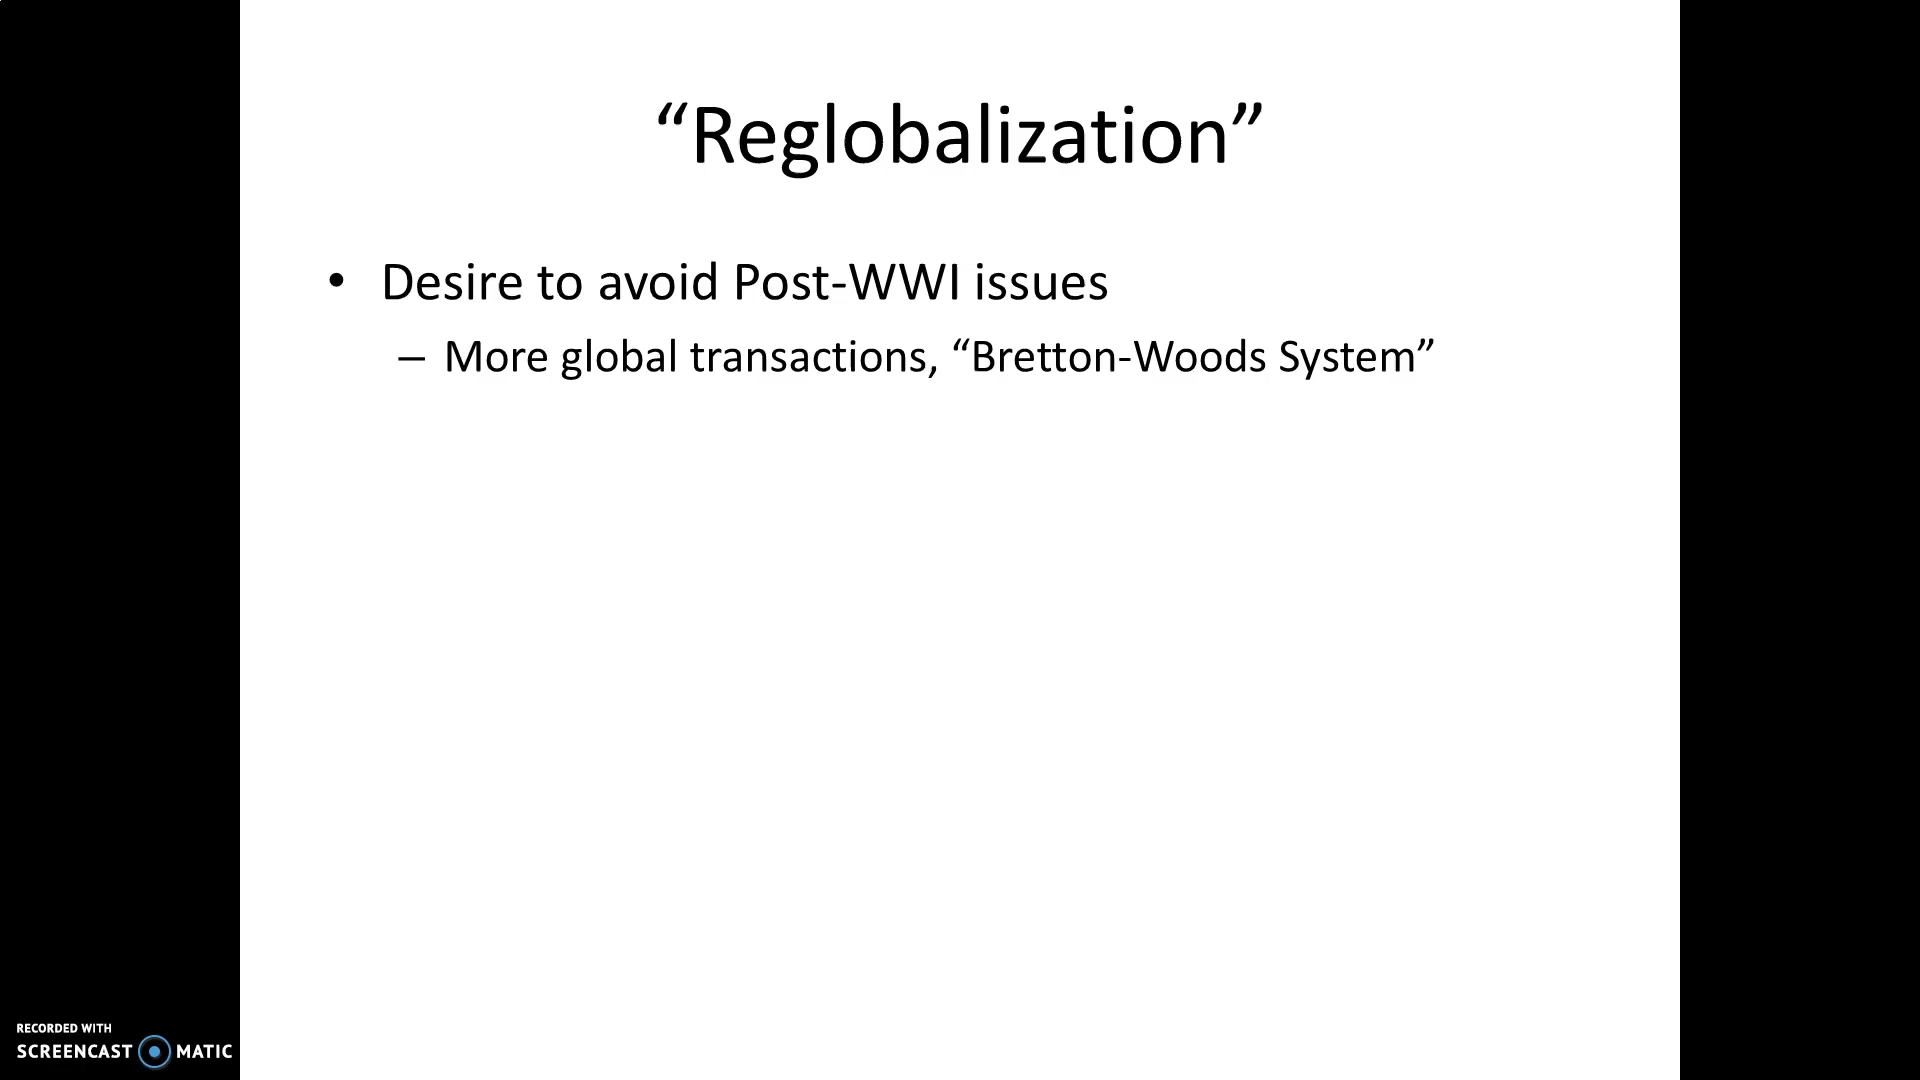 “Reglobalization”
• Desire to avoid Post-WWI issues
– More global transactions, “Bretton-Woods System”
RECORDED WITH
SCREENCAST MATIC